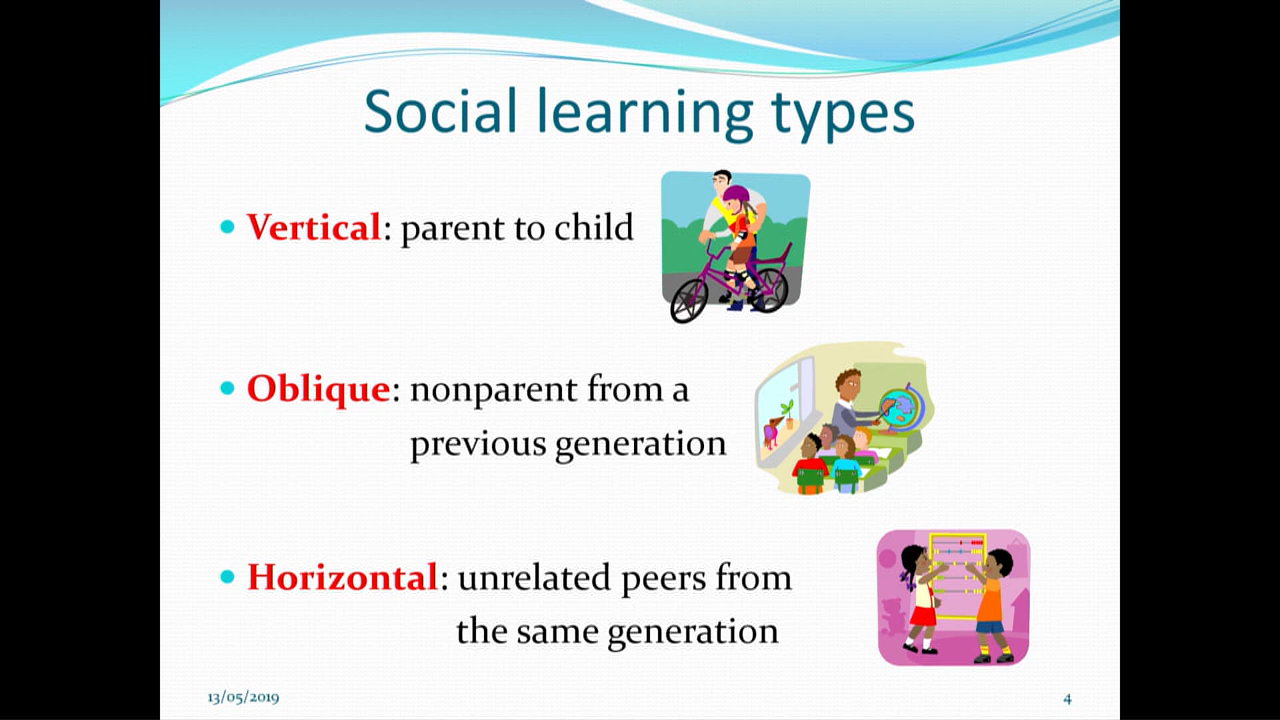 Social learning types
• Vertical: parent to child
• Oblique: nonparent from a
previous generation
• Horizontal: unrelated peers from
the same generation
13/05/2019
4